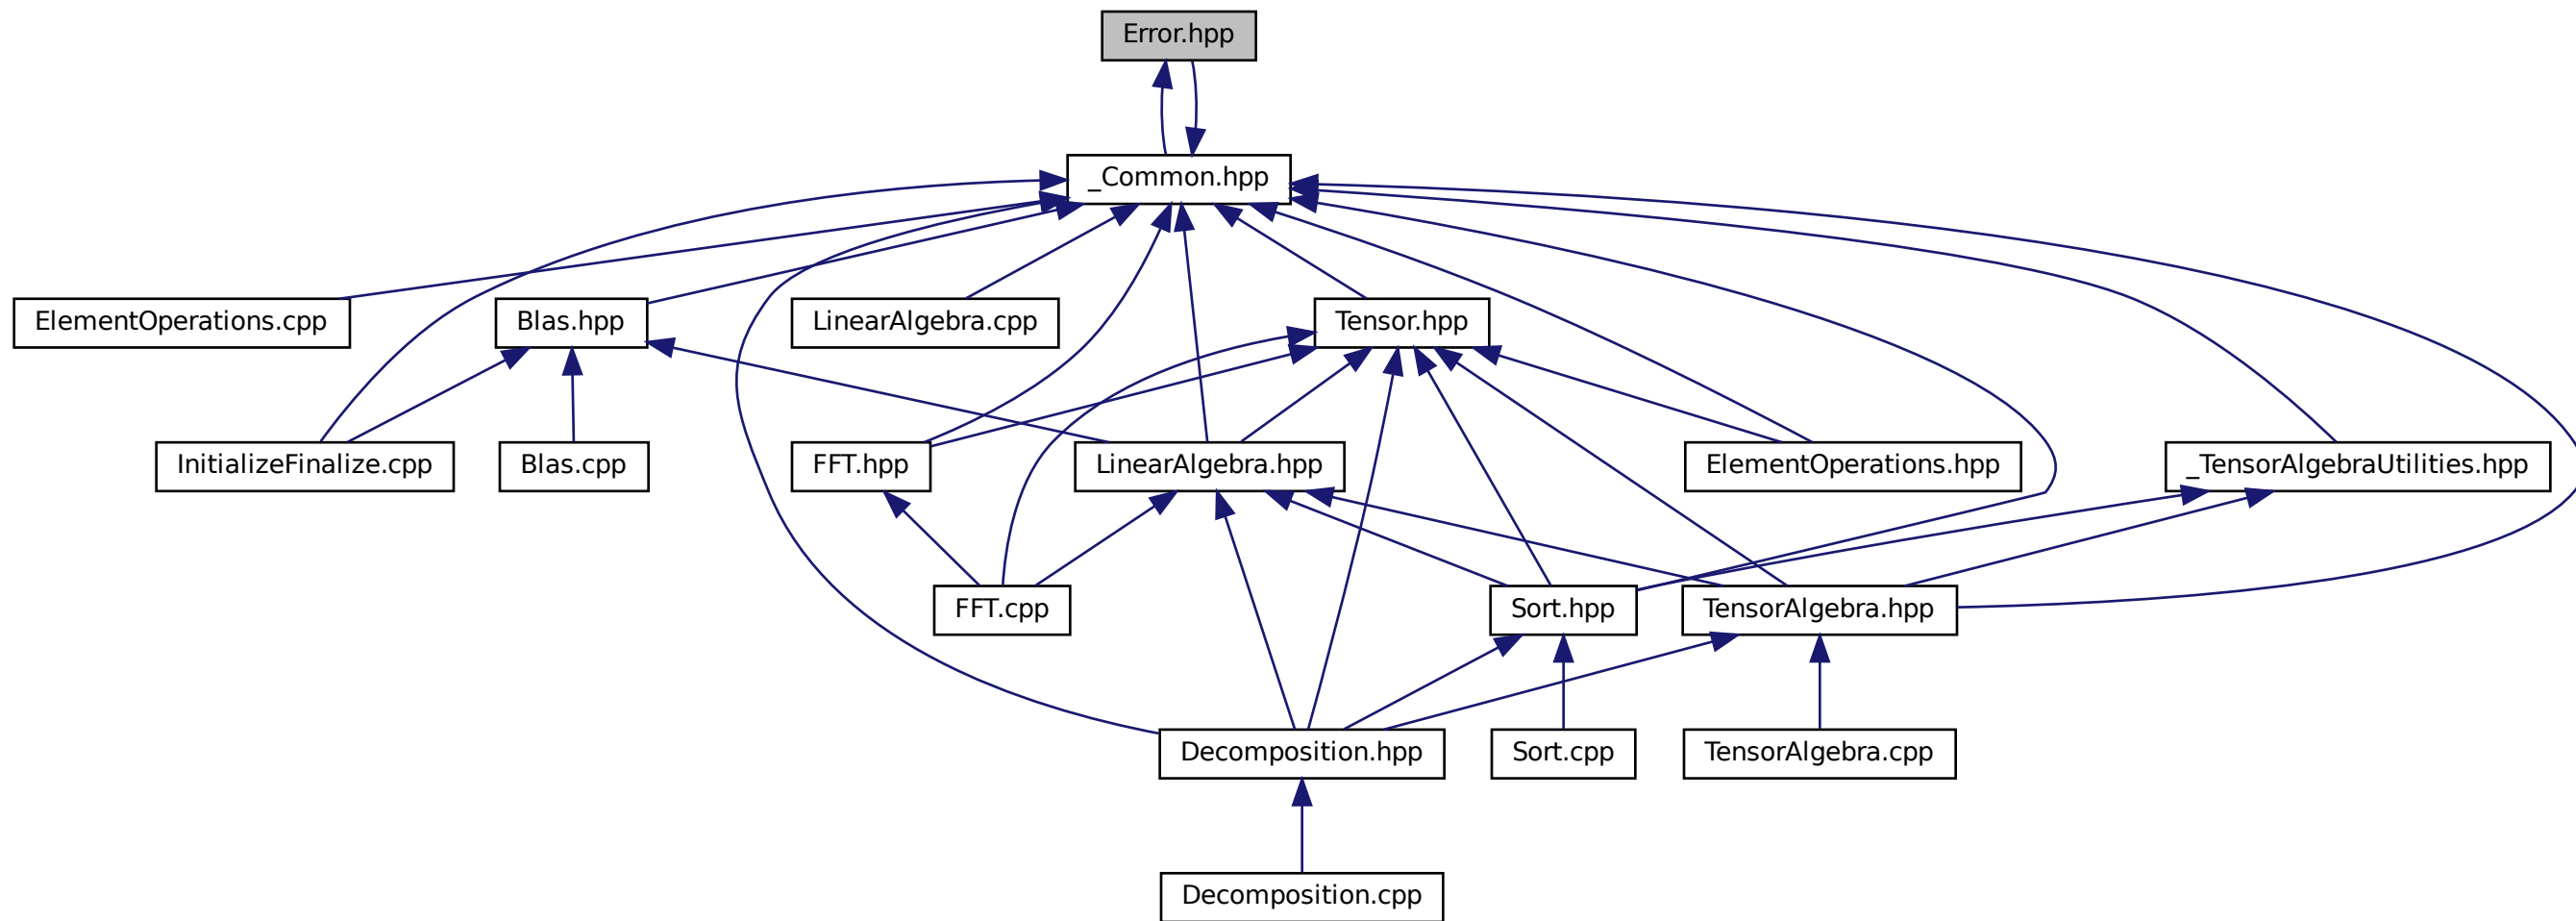 Error.hpp
_Common.hpp
ElementOperations.cpp
Blas.hpp
LinearAlgebra.cpp
Tensor.hpp
InitializeFinalize.cpp
Blas.cpp
FFT.hpp
LinearAlgebra.hpp
ElementOperations.hpp
_TensorAlgebraUtilities.hpp
FFT.cpp
Sort.hpp
TensorAlgebra.hpp
Decomposition.hpp
Sort.cpp
TensorAlgebra.cpp
Decomposition.cpp